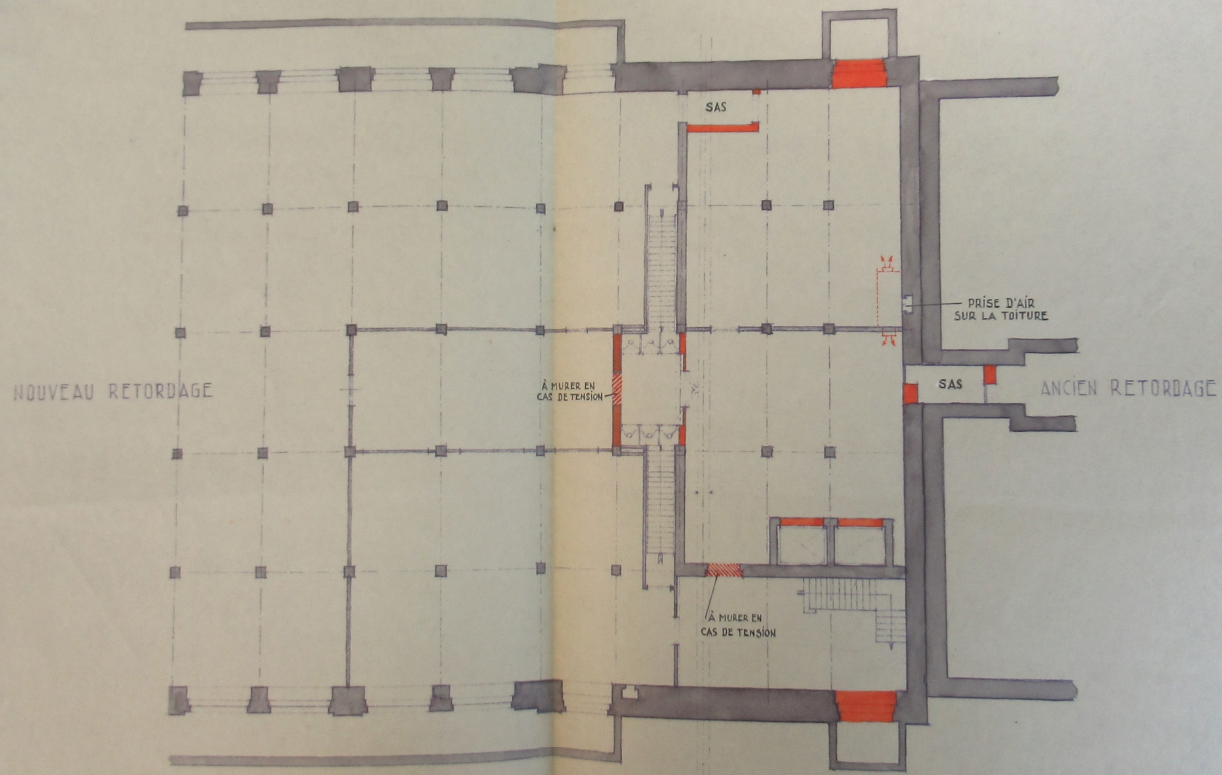 SAS
PRISE D'AIR
SUR LA TOITURE
NOUVEAU RETORDAGE
À MURER EN
CAS DE TENSION
SAS
ANCIEN RETORDAGE
À MURER EN
CAS DE TENSION